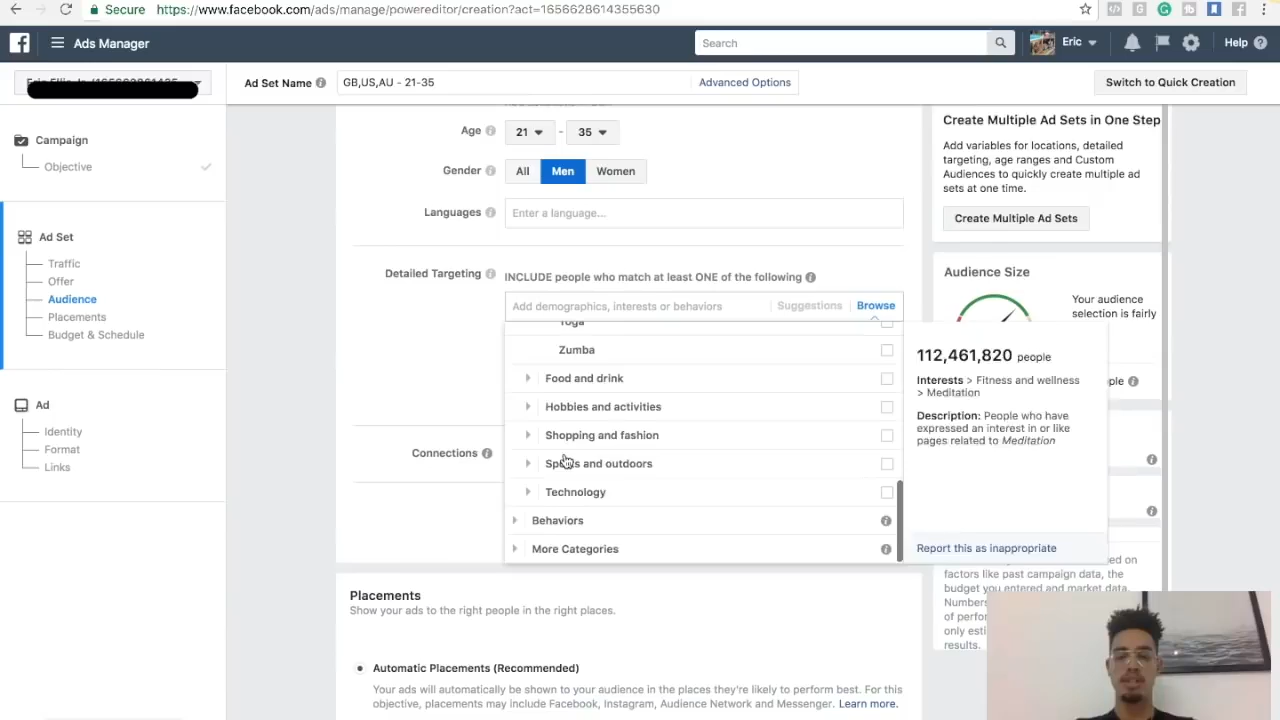 Secure https://www.facebook.com/ads/manage/powereditor/creation?act=1656628614355630
Ads Manager
Search
Eric
Help
Ad Set Name
GB,US,AU - 21-35
Advanced Options
Switch to Quick Creation
Campaign
Objective
Ad Set
Traffic
Offer
Audience
Placements
Budget & Schedule
Ad
Identity
Format
Links
Age
21
-
35
Gender
All
Men
Women
Languages
Enter a language...
Detailed Targeting
INCLUDE people who match at least ONE of the following
Add demographics, interests or behaviors
Suggestions
Browse
Yoga
Zumba
Food and drink
Hobbies and activities
Shopping and fashion
Sports and outdoors
Technology
Behaviors
More Categories
Connections
112,461,820 people
Interests > Fitness and wellness
> Meditation
Description: People who have
expressed an interest in or like
pages related to Meditation
Report this as inappropriate
Placements
Show your ads to the right people in the right places.
Automatic Placements (Recommended)
Your ads will automatically be shown to your audience in the places they're likely to perform best. For this
objective, placements may include Facebook, Instagram, Audience Network and Messenger. Learn more.
Create Multiple Ad Sets in One Step
Add variables for locations, detailed
targeting, age ranges and Custom
Audiences to quickly create multiple ad
sets at one time.
Create Multiple Ad Sets
Audience Size
Your audience
selection is fairly
factors like past campaign data, the
budget you entered and market data.
only
results.